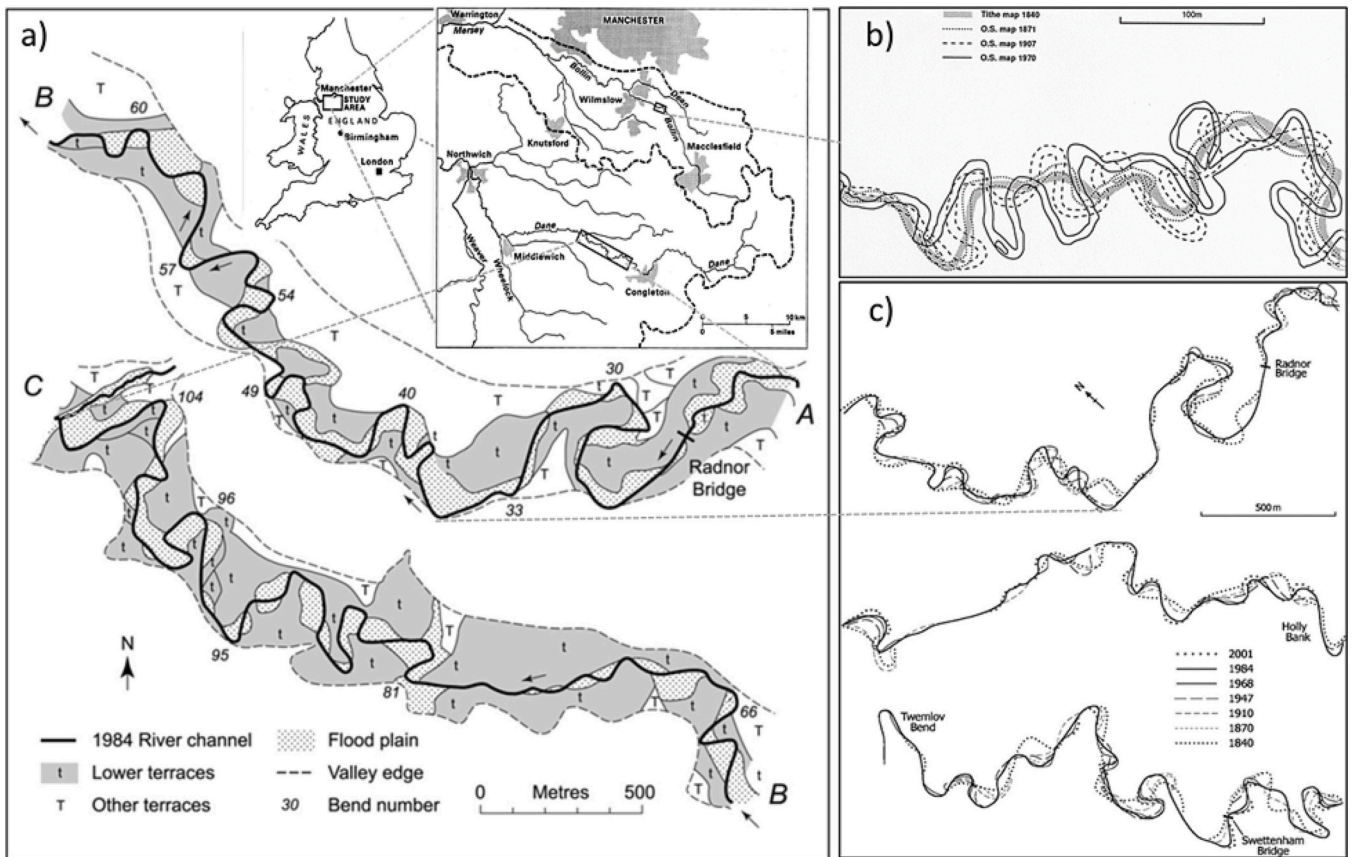 a)
B
T
60
t
t
T
T
t
57
T
t
54
t
T
C
T
T
t
104
49
t
40
T
30
t
T
T
t
A
t
t
T
t
T
33
t
Radnor
Bridge
T
T
t
t
96
T
t
t
t
t
95
t
t
T
t
t
T
81
t
t
t
t
T
66
T
t
t
T
B
N
1984 River channel
Flood plain
t Lower terraces
Valley edge
T Other terraces
30 Bend number
0 Metres 500
Manchester
STUDY
AREA
ENGLAND
WALES
Birmingham
London
Warrington
Mersey
MANCHESTER
Bollin
Dean
Wilmslow
Bollin
Knutsford
Macclesfield
Northwich
Dane
Weaver
Middlewich
Wheelock
Dane
Congleton
0 5 10 km
0 5 miles
b)
Tithe map 1840
O.S. map 1871
O.S. map 1907
O.S. map 1970
100m
c)
Radnor
Bridge
N
500 m
Holly
Bank
2001
1984
1968
1947
1910
1870
1840
Twemlov
Bend
Swettenham
Bridge